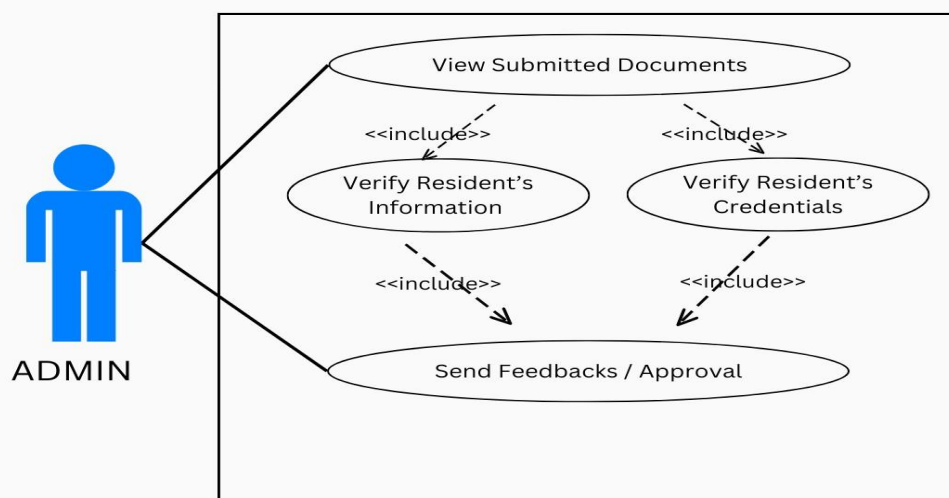 View Submitted Documents
<<include>>
<<include>>
Verify Resident’s
Information
Verify Resident’s
Credentials
<<include>>
<<include>>
ADMIN
Send Feedbacks / Approval